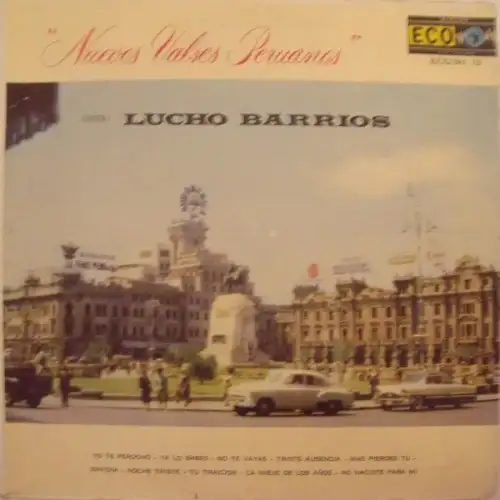 "Nuevos Valses Peruanos"
ECO
LUCHO BARRIOS
YO TE PERDONO - YA LO SABES - NO TE VAYAS - TRISTE AUSENCIA - MAS PIERDES TU -
- NOCHE TRISTE - TU TRAICION - LA NIEVE DE LOS AÑOS - NO NACISTE PARA MI